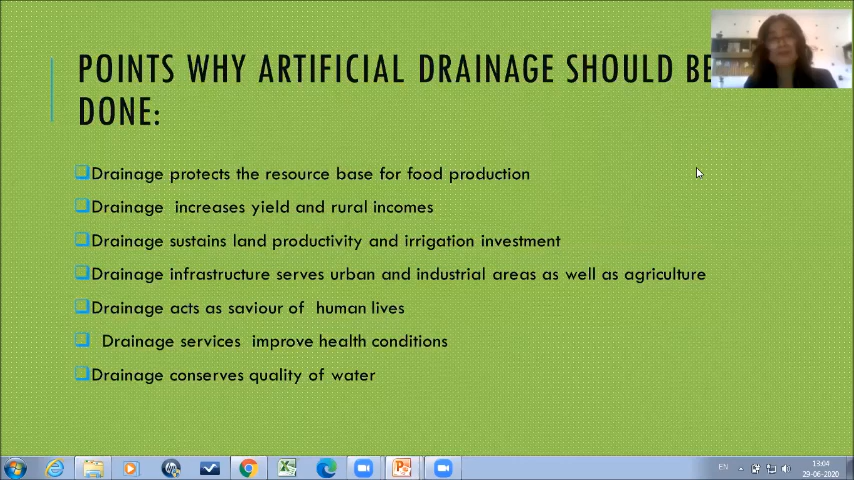 POINTS WHY ARTIFICIAL DRAINAGE SHOULD BE
DONE:
Drainage protects the resource base for food production
Drainage increases yield and rural incomes
Drainage sustains land productivity and irrigation investment
Drainage infrastructure serves urban and industrial areas as well as agriculture
Drainage acts as saviour of human lives
Drainage services improve health conditions
Drainage conserves quality of water
EN
13:04
29-06-2020